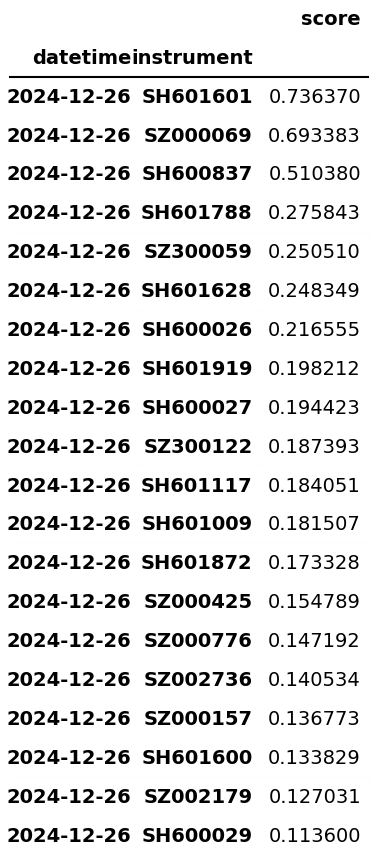 score
datetime instrument
2024-12-26 SH601601 0.736370
2024-12-26 SZ000069 0.693383
2024-12-26 SH600837 0.510380
2024-12-26 SH601788 0.275843
2024-12-26 SZ300059 0.250510
2024-12-26 SH601628 0.248349
2024-12-26 SH600026 0.216555
2024-12-26 SH601919 0.198212
2024-12-26 SH600027 0.194423
2024-12-26 SZ300122 0.187393
2024-12-26 SH601117 0.184051
2024-12-26 SH601009 0.181507
2024-12-26 SH601872 0.173328
2024-12-26 SZ000425 0.154789
2024-12-26 SZ000776 0.147192
2024-12-26 SZ002736 0.140534
2024-12-26 SZ000157 0.136773
2024-12-26 SH601600 0.133829
2024-12-26 SZ002179 0.127031
2024-12-26 SH600029 0.113600